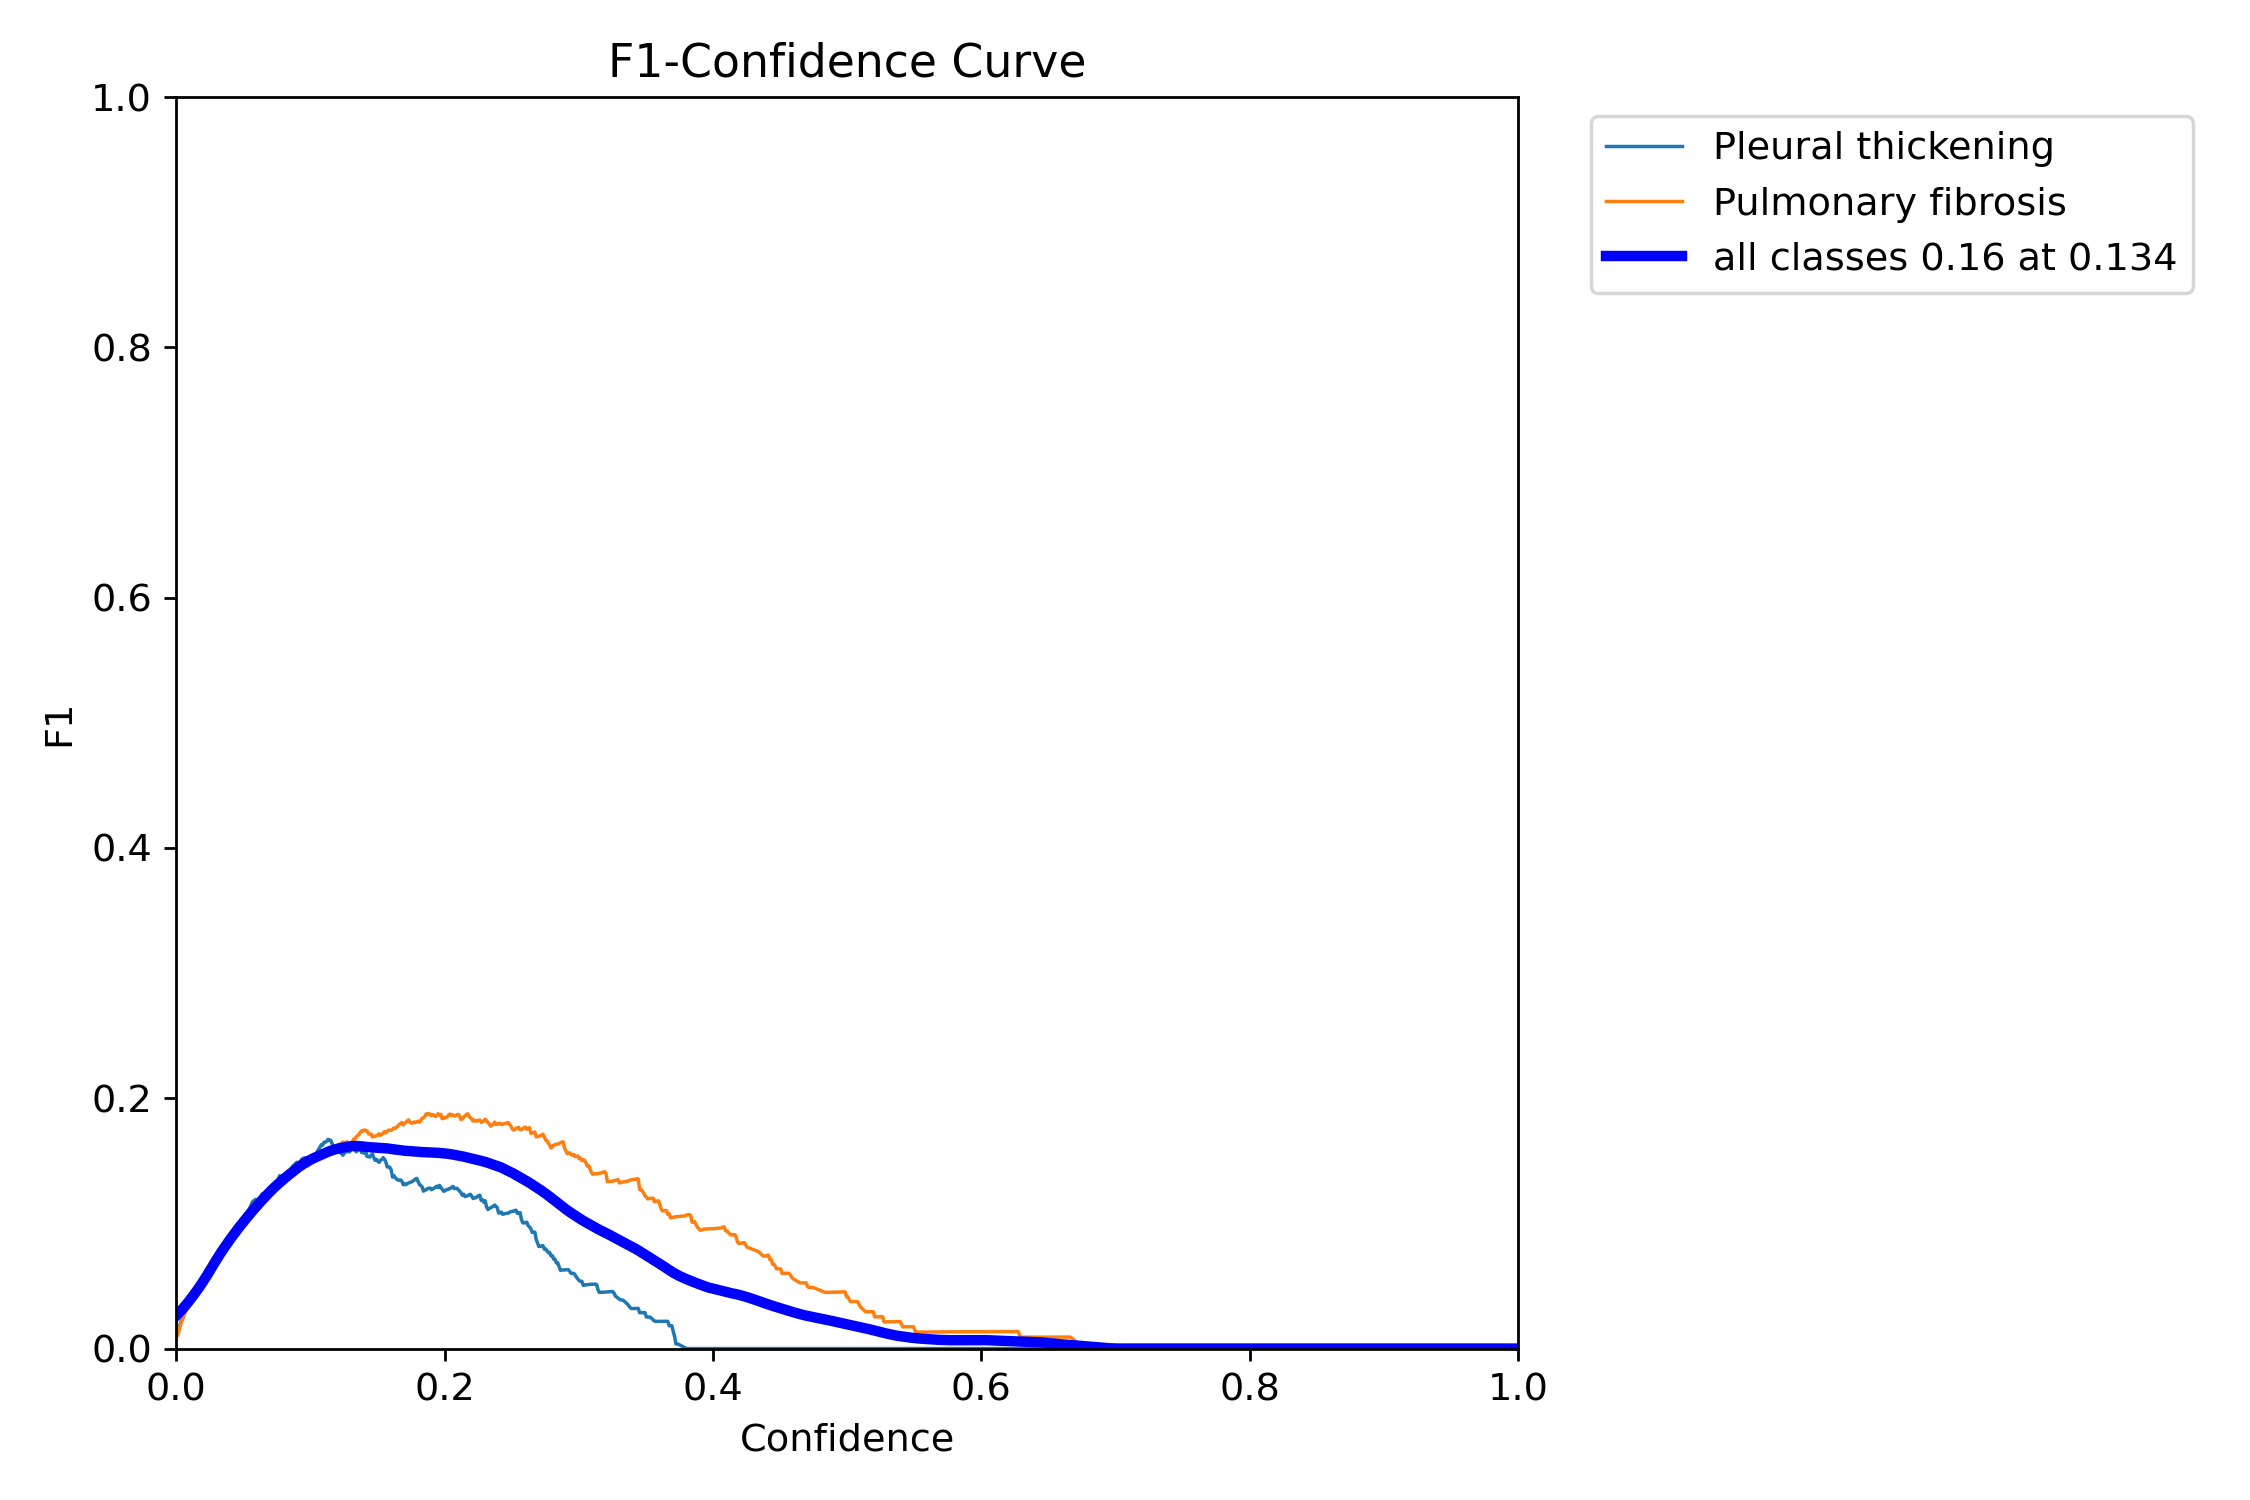 F1-Confidence Curve
1.0
0.8
0.6
0.4
0.2
0.0
F1
0.0 0.2 0.4 0.6 0.8 1.0
Confidence
Pleural thickening
Pulmonary fibrosis
all classes 0.16 at 0.134